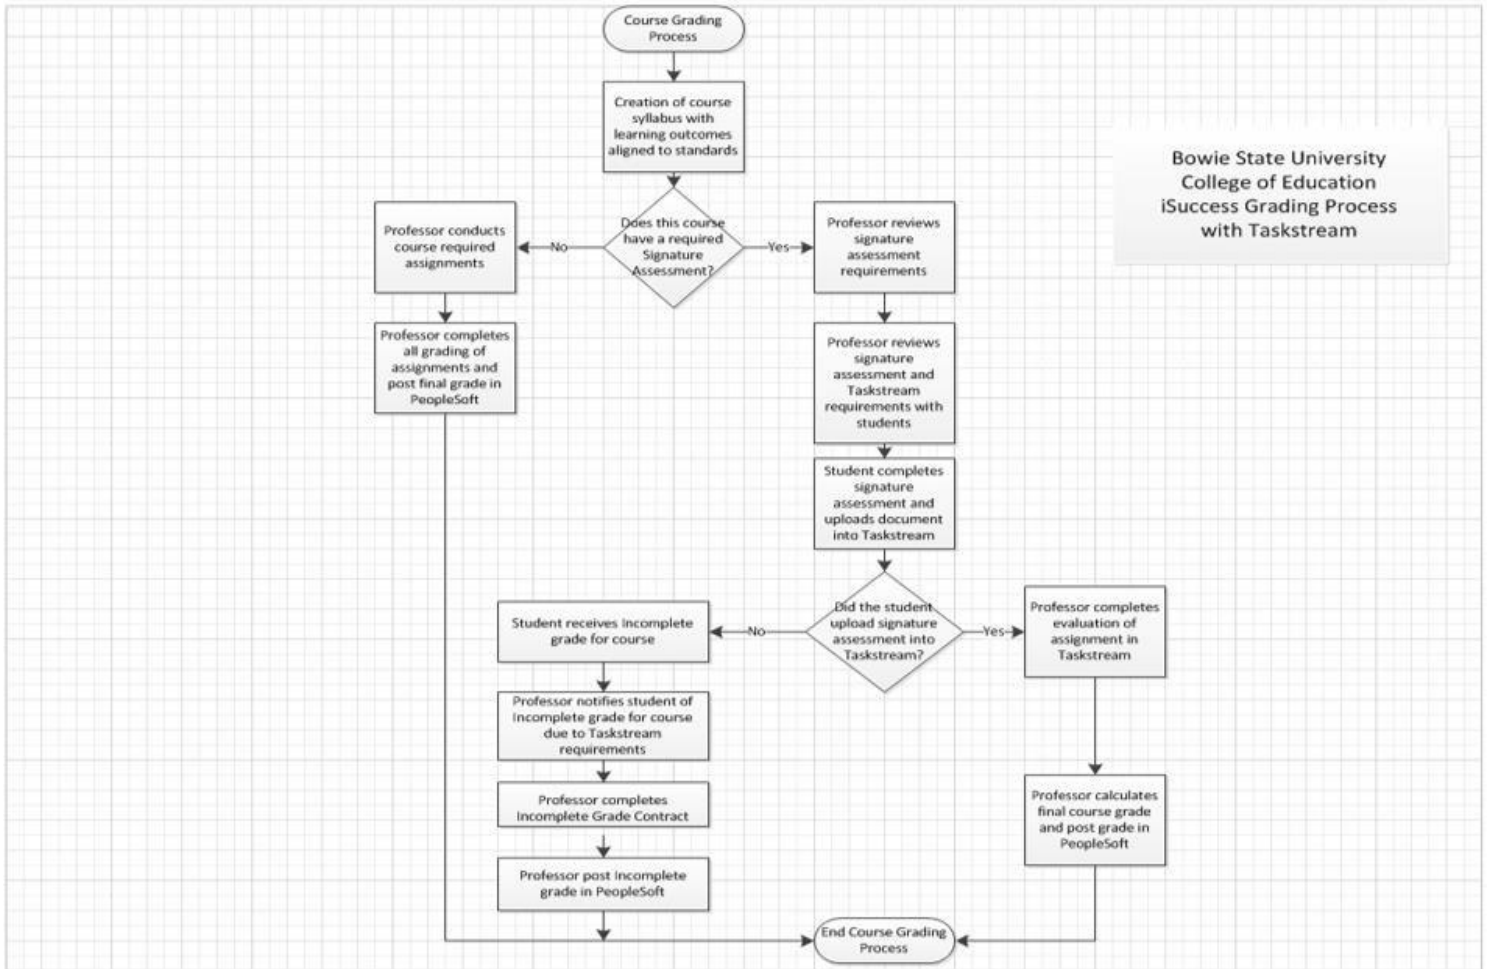 Course Grading
Process
Creation of course
syllabus with
learning outcomes
aligned to standards
Bowie State University
College of Education
iSuccess Grading Process
with Taskstream
Does this course
have a required
Signature
Assessment?
No
Yes
Professor conducts
course required
assignments
Professor reviews
signature
assessment
requirements
Professor completes
all grading of
assignments and
post final grade in
PeopleSoft
Professor reviews
signature
assessment and
Taskstream
requirements with
students
Student completes
signature
assessment and
uploads document
into Taskstream
Did the student
upload signature
assessment into
Taskstream?
No
Yes
Student receives Incomplete
grade for course
Professor completes
evaluation of
assignment in
Taskstream
Professor notifies student of
Incomplete grade for course
due to Taskstream
requirements
Professor completes
Incomplete Grade Contract
Professor calculates
final course grade
and post grade in
PeopleSoft
Professor post Incomplete
grade in PeopleSoft
End Course Grading
Process